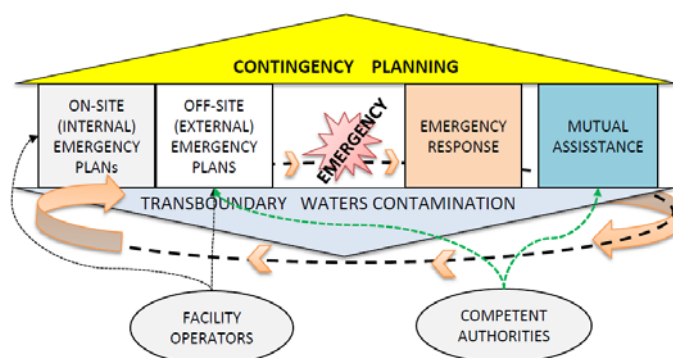 CONTINGENCY PLANNING
ON-SITE
(INTERNAL)
EMERGENCY
PLANs
OFF-SITE
(EXTERNAL)
EMERGENCY
PLANS
EMERGENCY
EMERGENCY
RESPONSE
MUTUAL
ASSISSTANCE
TRANSBOUNDARY WATERS CONTAMINATION
FACILITY
OPERATORS
COMPETENT
AUTHORITIES